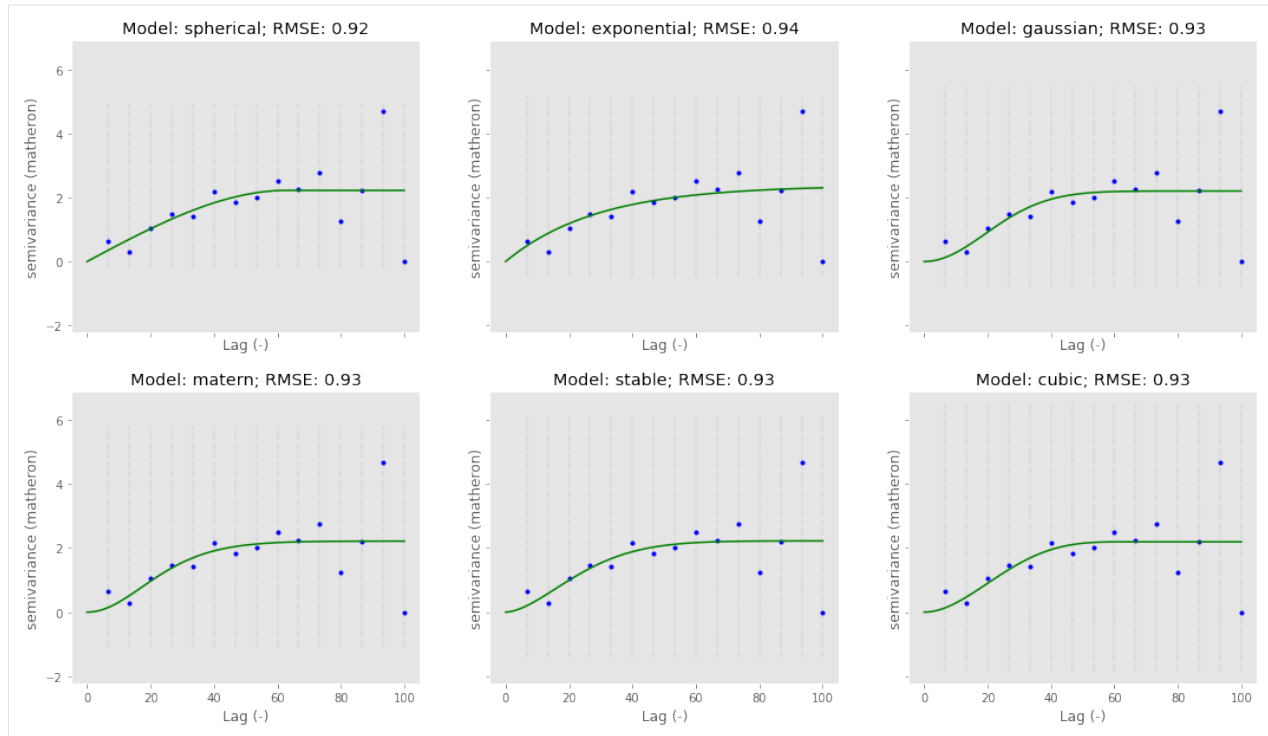 Model: spherical; RMSE: 0.92
Model: exponential; RMSE: 0.94
Model: gaussian; RMSE: 0.93
semivariance (matheron)
6
4
2
0
−2
Lag (-)
semivariance (matheron)
Lag (-)
semivariance (matheron)
Lag (-)
Model: matern; RMSE: 0.93
Model: stable; RMSE: 0.93
Model: cubic; RMSE: 0.93
semivariance (matheron)
6
4
2
0
−2
0 20 40 60 80 100
Lag (-)
semivariance (matheron)
0 20 40 60 80 100
Lag (-)
semivariance (matheron)
0 20 40 60 80 100
Lag (-)